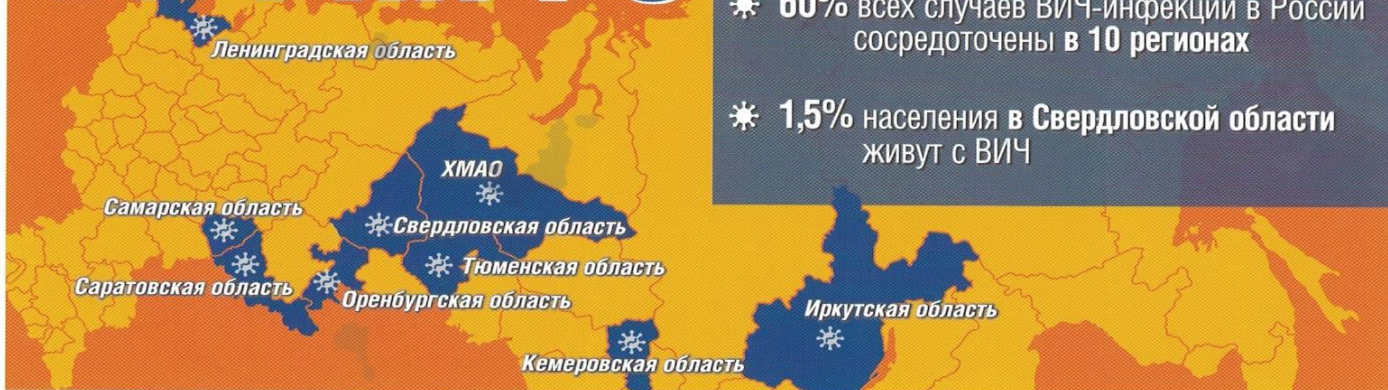 60% всех случаев ВИЧ-инфекции в России
сосредоточены в 10 регионах
1,5% населения в Свердловской области
живут с ВИЧ
Ленинградская область
ХМАО
Самарская область
Свердловская область
Тюменская область
Саратовская область
Оренбургская область
Иркутская область
Кемеровская область